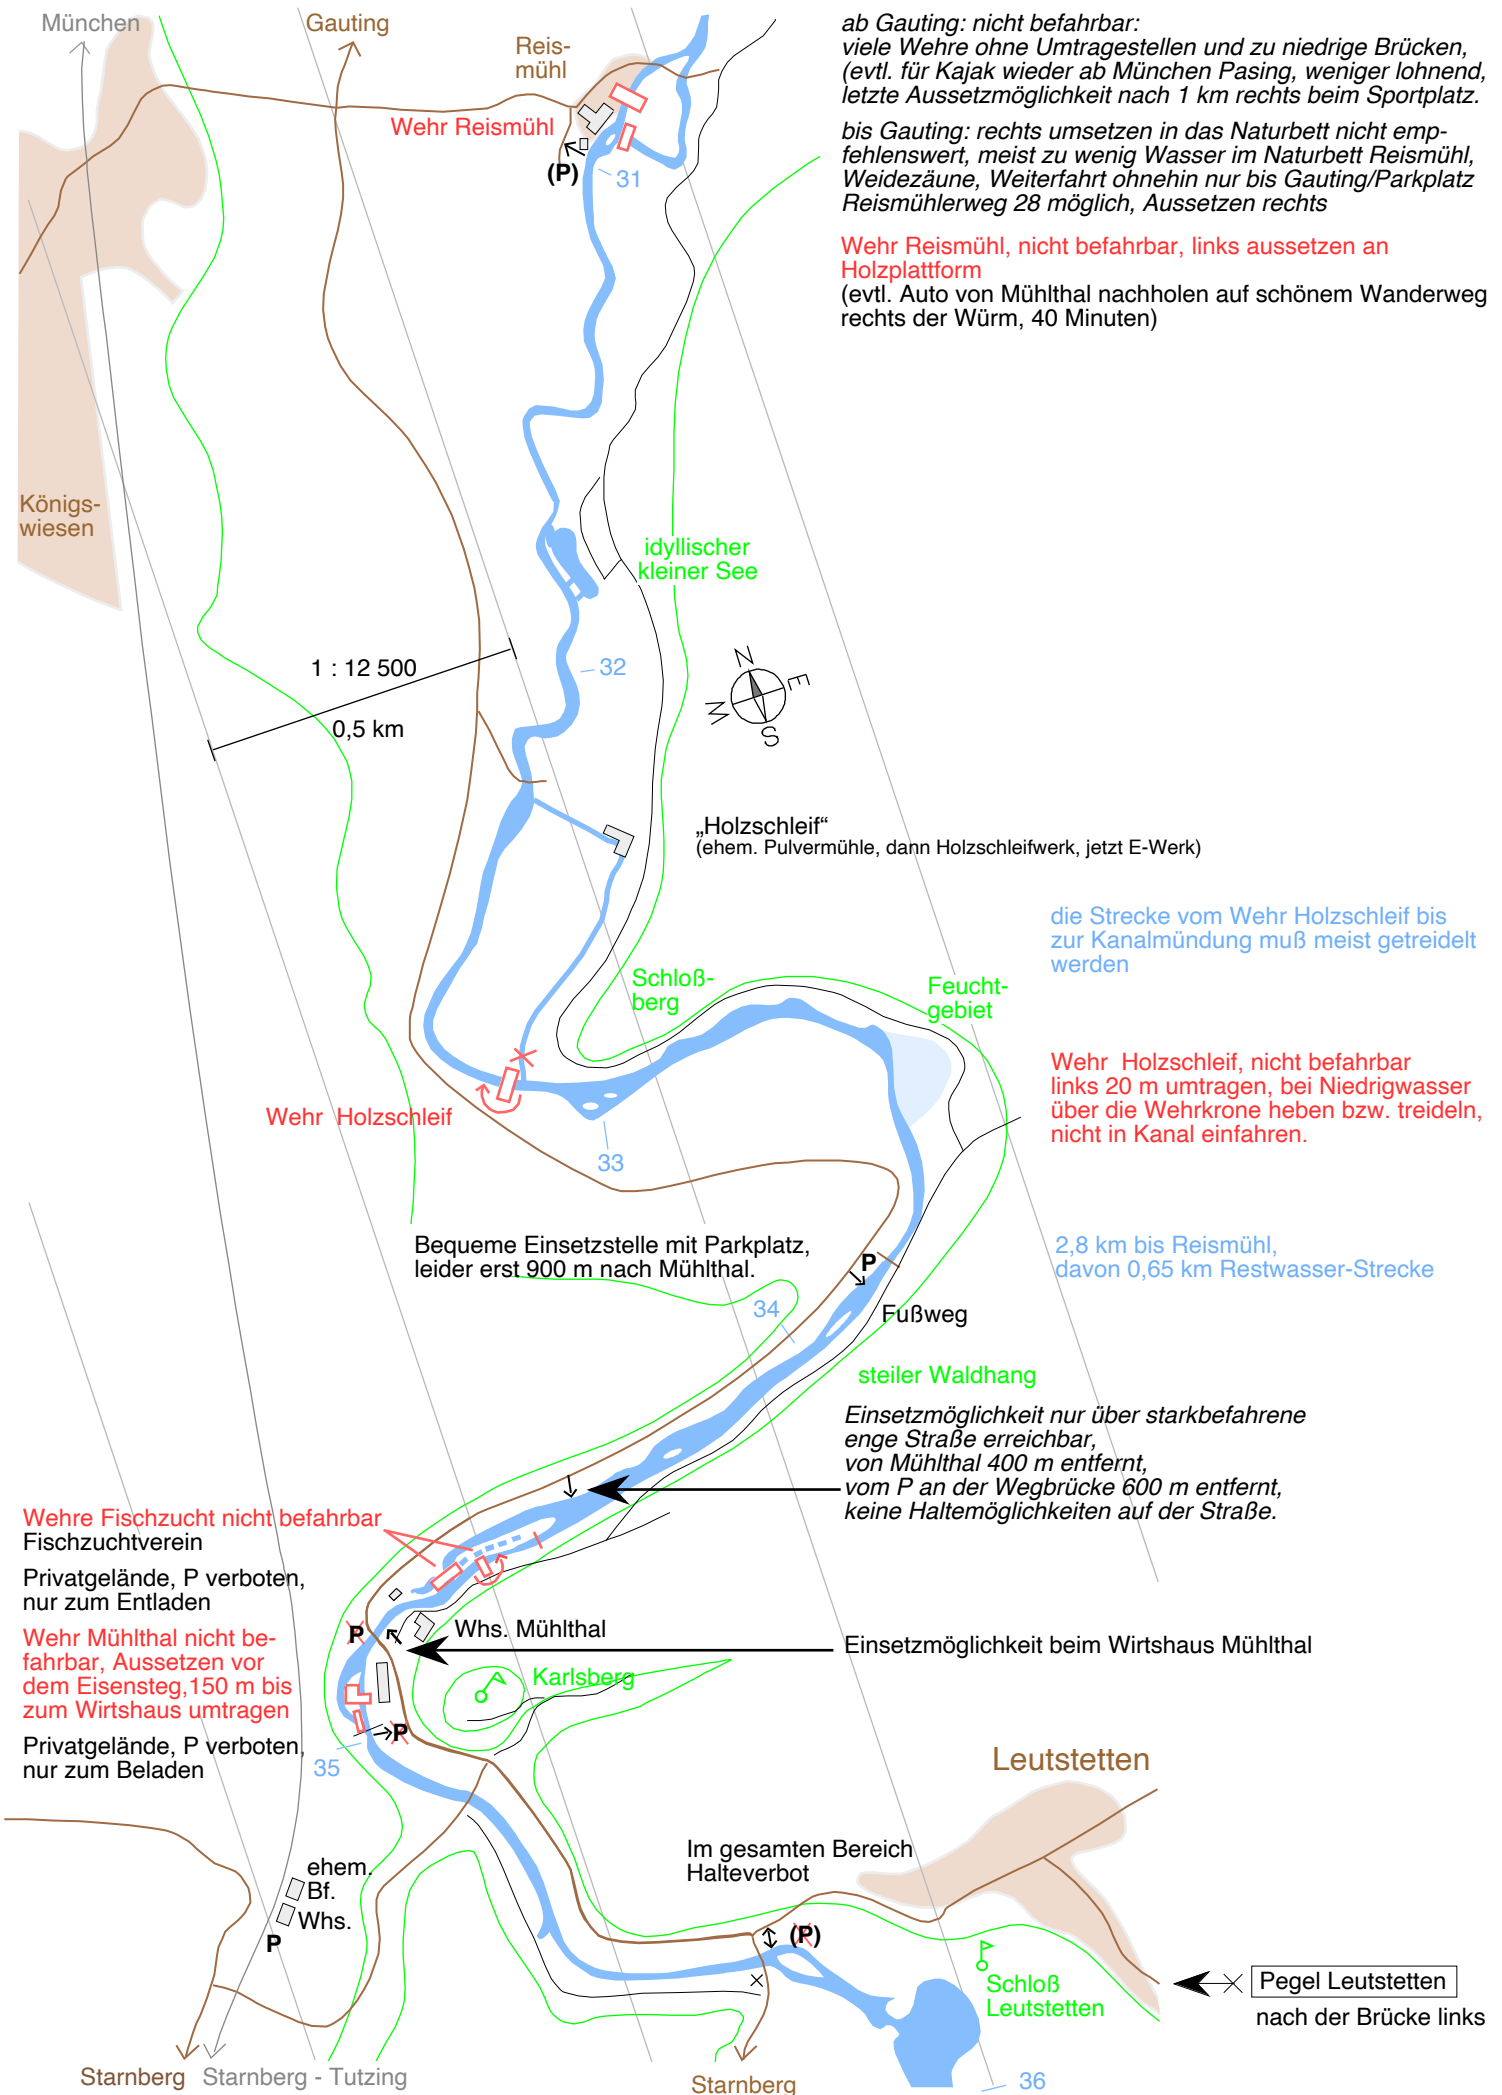 München
Gauting
Reis-
mühl
Wehr Reismühl
(P)
31
ab Gauting: nicht befahrbar:
viele Wehre ohne Umtragestellen und zu niedrige Brücken,
(evtl. für Kajak wieder ab München Pasing, weniger lohnend,
letzte Aussetzmöglichkeit nach 1 km rechts beim Sportplatz.
bis Gauting: rechts umsetzen in das Naturbett nicht emp-
fehlenswert, meist zu wenig Wasser im Naturbett Reismühl,
Weidezäune, Weiterfahrt ohnehin nur bis Gauting/Parkplatz
Reismühlerweg 28 möglich, Aussetzen rechts
Wehr Reismühl, nicht befahrbar, links aussetzen an
Holzplattform
(evtl. Auto von Mühlthal nachholen auf schönem Wanderweg
rechts der Würm, 40 Minuten)
Königs-
wiesen
idyllischer
kleiner See
1 : 12 500
0,5 km
32
N
E
W
S
„Holzschleif“
(ehem. Pulvermühle, dann Holzschleifwerk, jetzt E-Werk)
die Strecke vom Wehr Holzschleif bis
zur Kanalmündung muß meist getreidelt
werden
Schloß-
berg
Feucht-
gebiet
Wehr Holzschleif, nicht befahrbar
links 20 m umtragen, bei Niedrigwasser
über die Wehrkrone heben bzw. treideln,
nicht in Kanal einfahren.
Wehr Holzschleif
33
Bequeme Einsetzstelle mit Parkplatz,
leider erst 900 m nach Mühlthal.
P
2,8 km bis Reismühl,
davon 0,65 km Restwasser-Strecke
34
Fußweg
steiler Waldhang
Einsetzmöglichkeit nur über starkbefahrene
enge Straße erreichbar,
von Mühlthal 400 m entfernt,
vom P an der Wegbrücke 600 m entfernt,
keine Haltemöglichkeiten auf der Straße.
Wehre Fischzucht nicht befahrbar
Fischzuchtverein
Privatgelände, P verboten,
nur zum Entladen
P
Whs. Mühlthal
Einsetzmöglichkeit beim Wirtshaus Mühlthal
Wehr Mühlthal nicht be-
fahrbar, Aussetzen vor
dem Eisensteg,150 m bis
zum Wirtshaus umtragen
Karlsberg
P
Privatgelände, P verboten,
nur zum Beladen
35
Leutstetten
Im gesamten Bereich
Halteverbot
ehem.
Bf.
Whs.
P
(P)
Schloß
Leutstetten
Pegel Leutstetten
nach der Brücke links
Starnberg
Starnberg - Tutzing
Starnberg
36